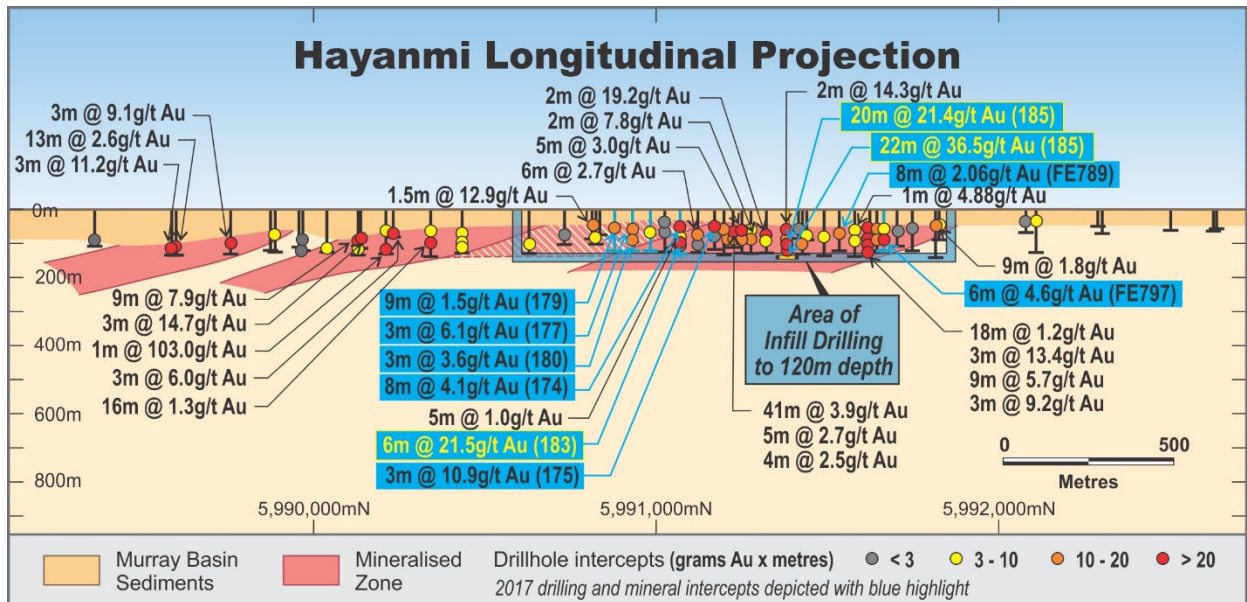 Hayanmi Longitudinal Projection
3m @ 9.1g/t Au
13m @ 2.6g/t Au
3m @ 11.2g/t Au
2m @ 19.2g/t Au
2m @ 7.8g/t Au
5m @ 3.0g/t Au
6m @ 2.7g/t Au
1.5m @ 12.9g/t Au
2m @ 14.3g/t Au
20m @ 21.4g/t Au (185)
22m @ 36.5g/t Au (185)
8m @ 2.06g/t Au (FE789)
1m @ 4.88g/t Au
0m
200m
400m
600m
800m
9m @ 7.9g/t Au
3m @ 14.7g/t Au
1m @ 103.0g/t Au
3m @ 6.0g/t Au
16m @ 1.3g/t Au
9m @ 1.5g/t Au (179)
3m @ 6.1g/t Au (177)
3m @ 3.6g/t Au (180)
8m @ 4.1g/t Au (174)
5m @ 1.0g/t Au
6m @ 21.5g/t Au (183)
3m @ 10.9g/t Au (175)
Area of
Infill Drilling
to 120m depth
41m @ 3.9g/t Au
5m @ 2.7g/t Au
4m @ 2.5g/t Au
9m @ 1.8g/t Au
6m @ 4.6g/t Au (FE797)
18m @ 1.2g/t Au
3m @ 13.4g/t Au
9m @ 5.7g/t Au
3m @ 9.2g/t Au
0 500
Metres
5,990,000mN 5,991,000mN 5,992,000mN
Murray Basin
Sediments
Mineralised
Zone
Drillhole intercepts (grams Au x metres) < 3 3 - 10 10 - 20 > 20
2017 drilling and mineral intercepts depicted with blue highlight